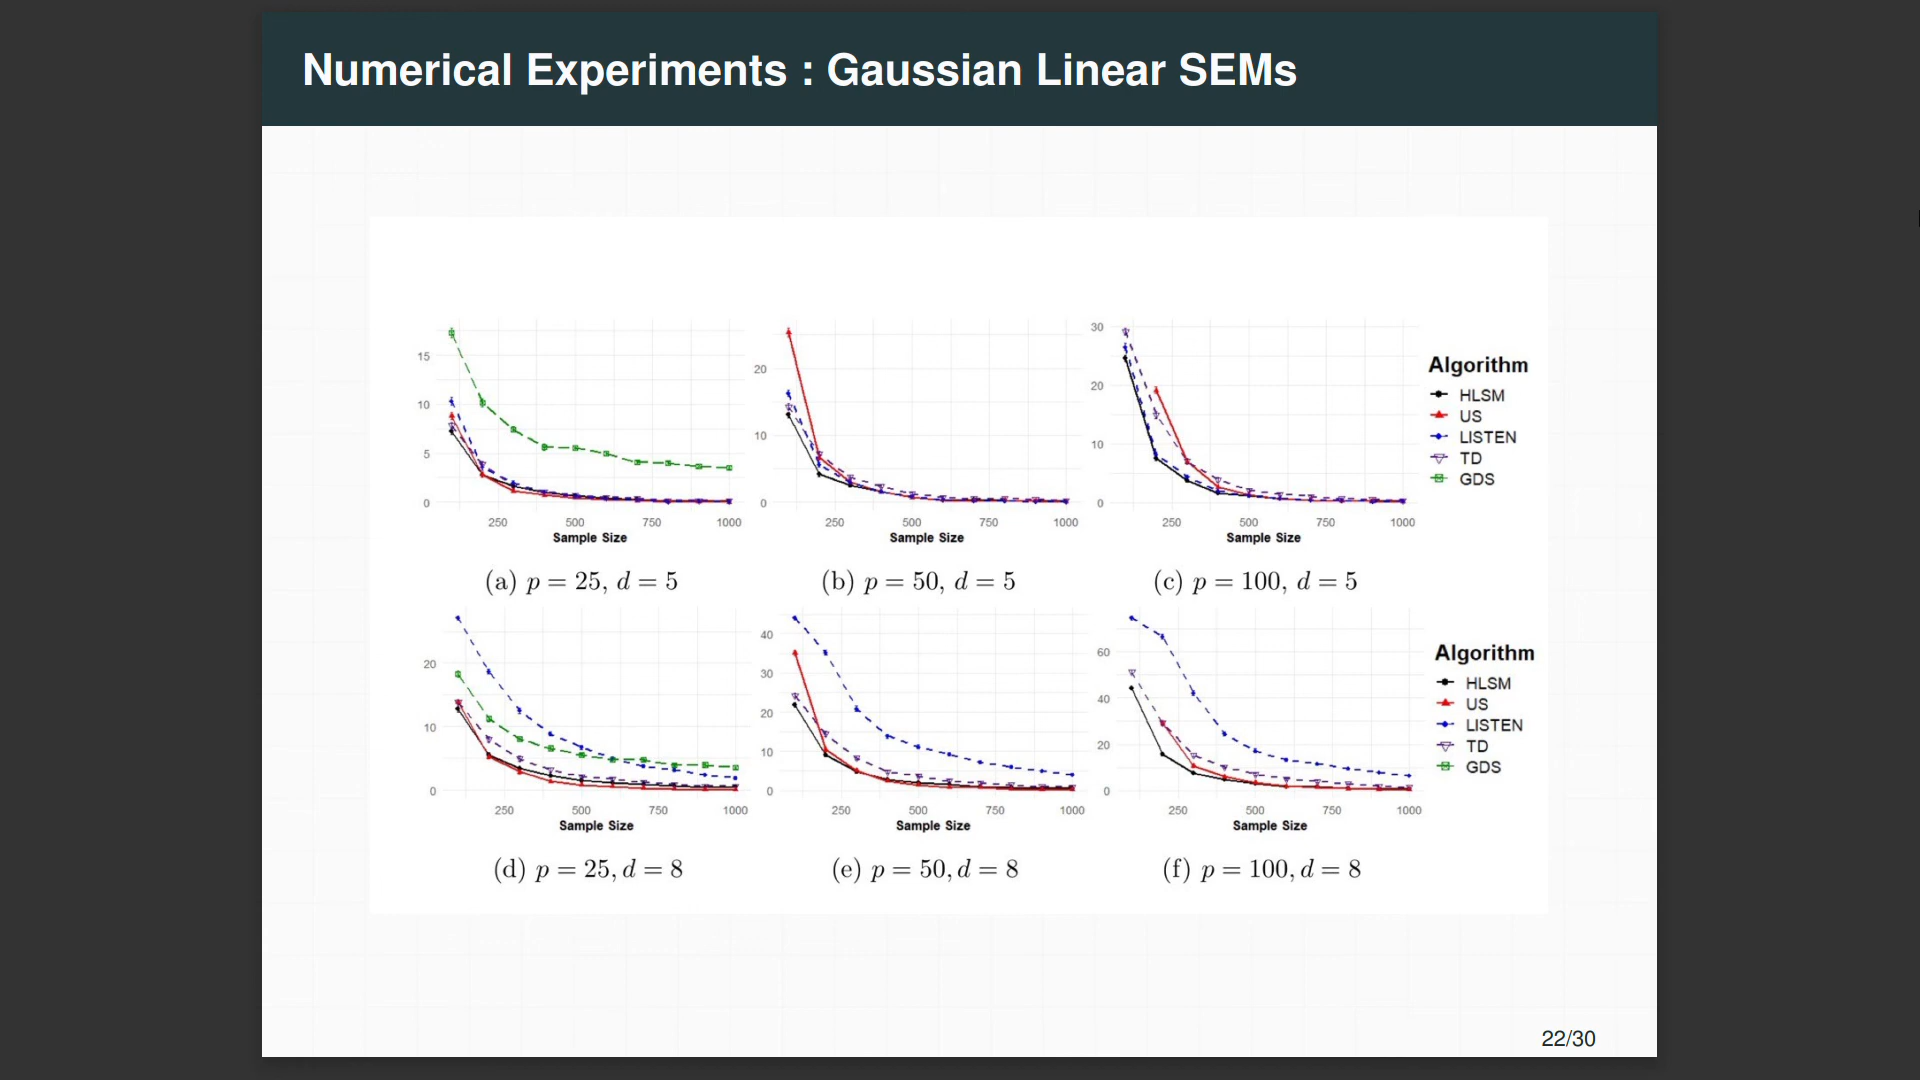 Numerical Experiments : Gaussian Linear SEMs
15
10
5
0
250 500 750 1000
Sample Size
(a) p = 25, d = 5
20
10
0
250 500 750 1000
Sample Size
(b) p = 50, d = 5
30
20
10
0
250 500 750 1000
Sample Size
(c) p = 100, d = 5
Algorithm
HLSM
US
LISTEN
TD
GDS
20
10
0
250 500 750 1000
Sample Size
(d) p = 25, d = 8
40
30
20
10
0
250 500 750 1000
Sample Size
(e) p = 50, d = 8
60
40
20
0
250 500 750 1000
Sample Size
(f) p = 100, d = 8
Algorithm
HLSM
US
LISTEN
TD
GDS
22/30